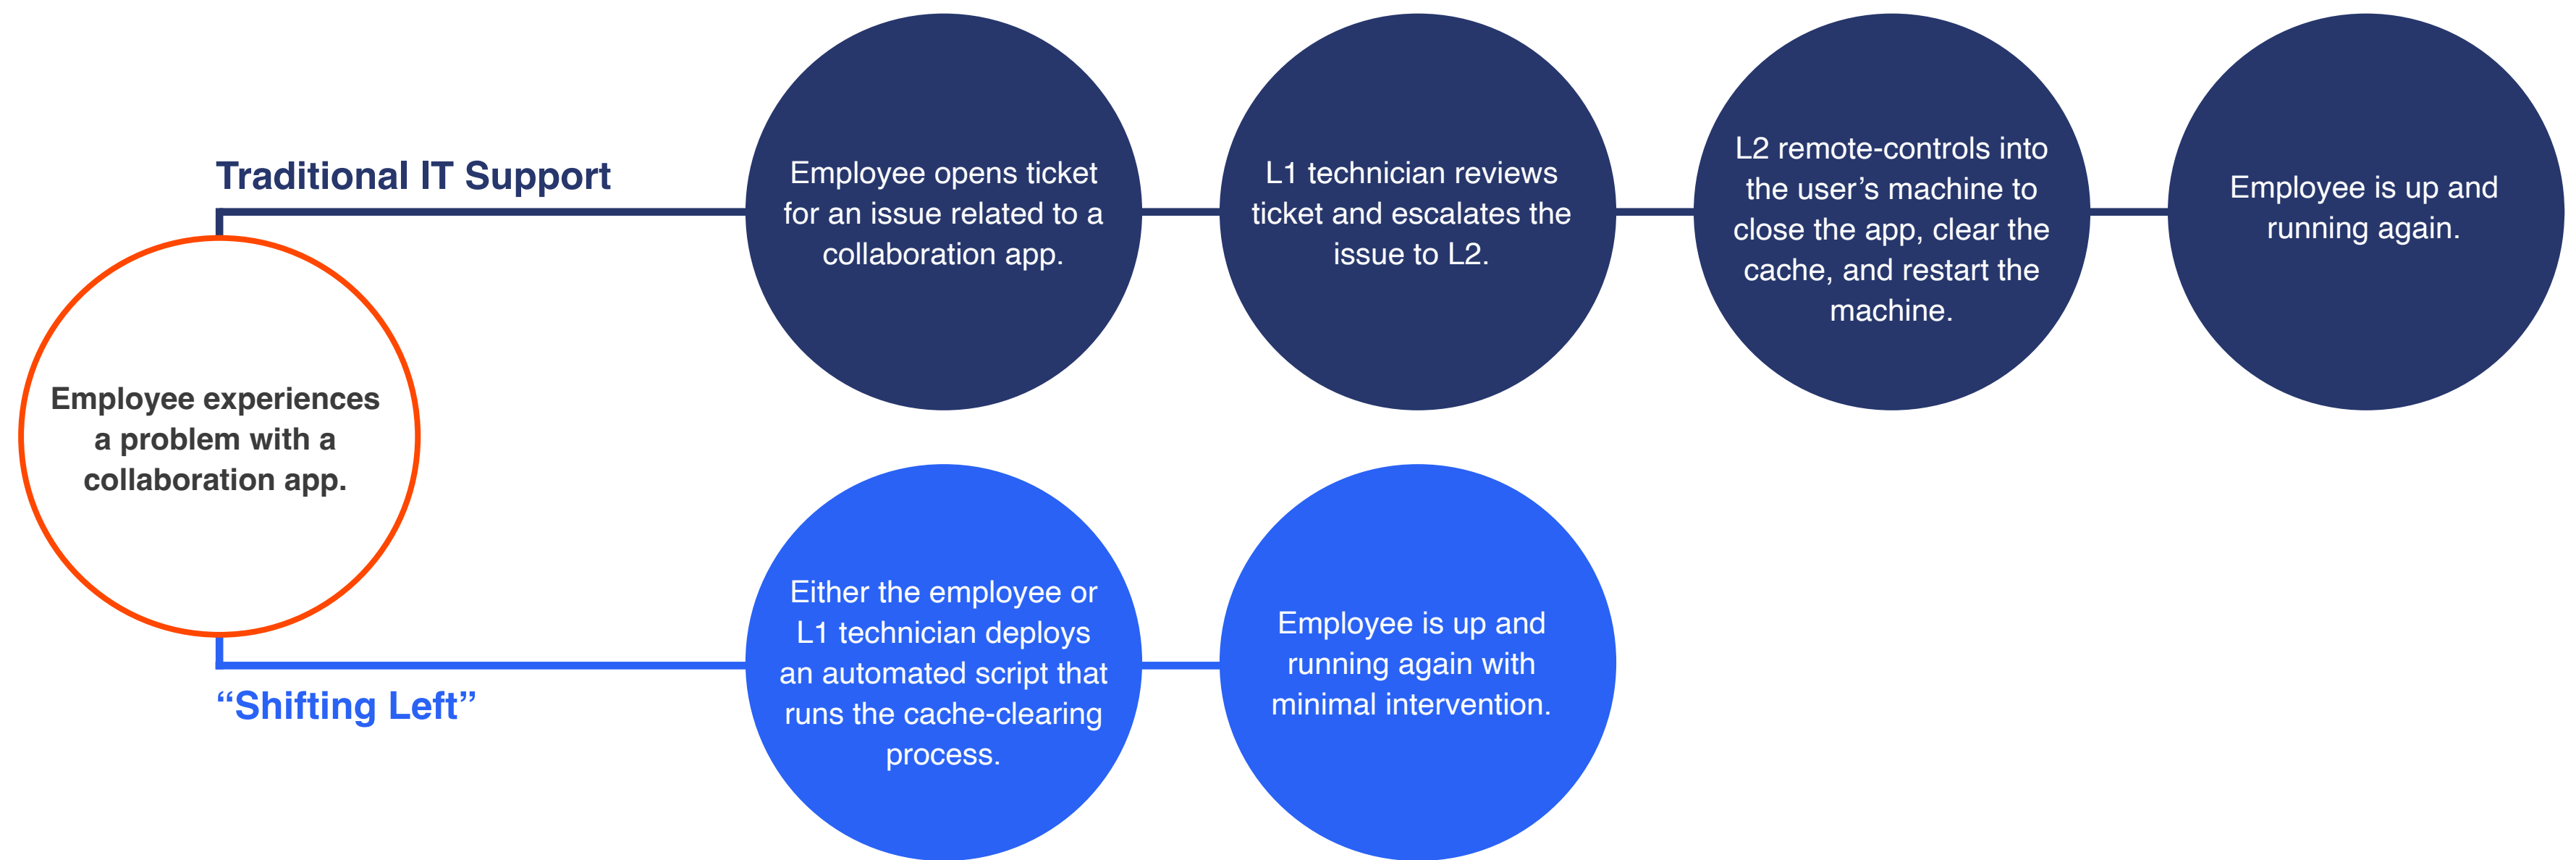 Traditional IT Support
Employee opens ticket
for an issue related to a
collaboration app.
L1 technician reviews
ticket and escalates the
issue to L2.
L2 remote-controls into
the user’s machine to
close the app, clear the
cache, and restart the
machine.
Employee is up and
running again.
Employee experiences
a problem with a
collaboration app.
“Shifting Left”
Either the employee or
L1 technician deploys
an automated script that
runs the cache-clearing
process.
Employee is up and
running again with
minimal intervention.